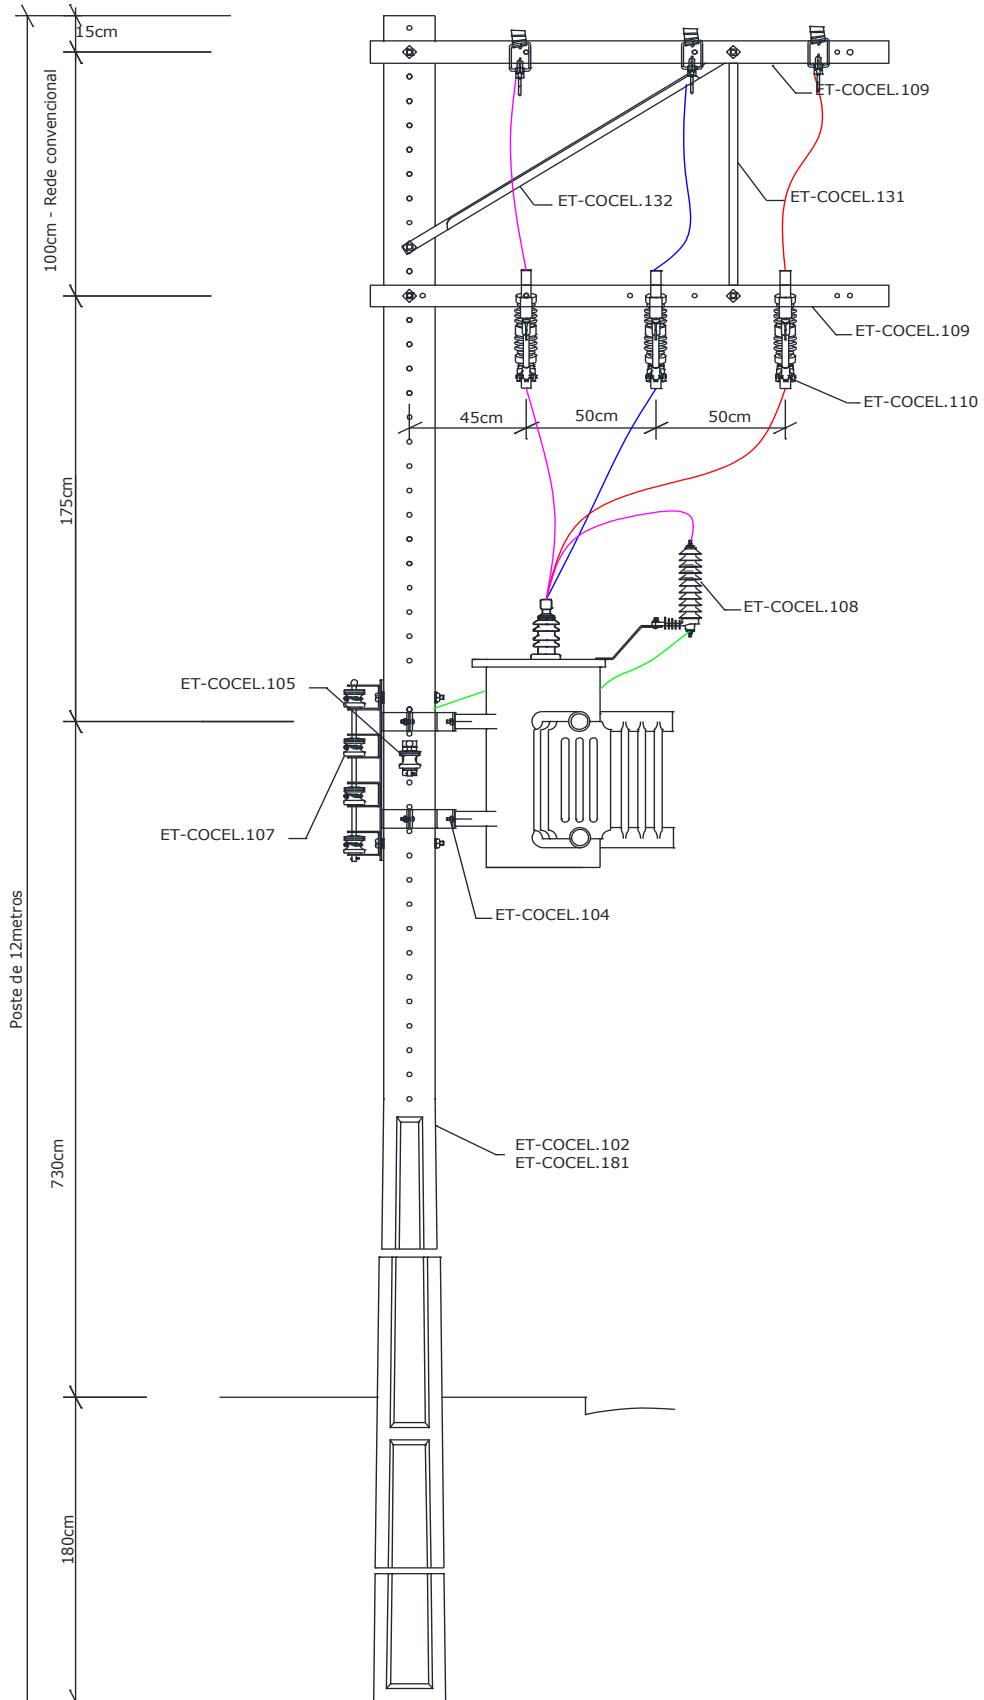 15cm
ET-COCEL.109
100cm - Rede convencional
ET-COCEL.132
ET-COCEL.131
ET-COCEL.109
ET-COCEL.110
45cm
50cm
50cm
175cm
ET-COCEL.108
ET-COCEL.105
ET-COCEL.107
ET-COCEL.104
Poste de 12metros
730cm
ET-COCEL.102
ET-COCEL.181
180cm